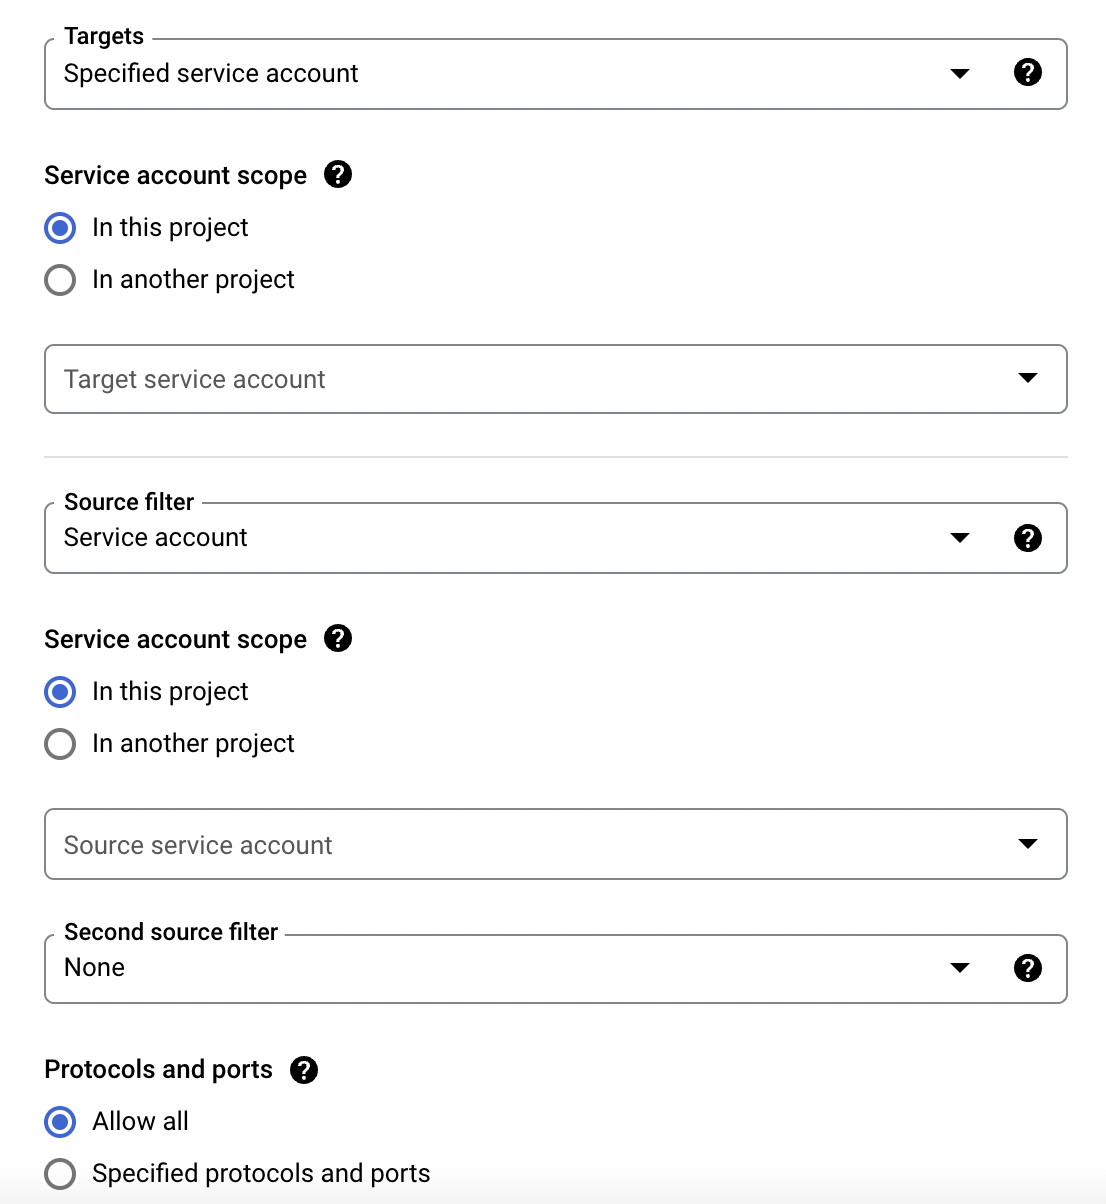 Targets
Specified service account
Service account scope
In this project
In another project
Target service account
Source filter
Service account
Service account scope
In this project
In another project
Source service account
Second source filter
None
Protocols and ports
Allow all
Specified protocols and ports